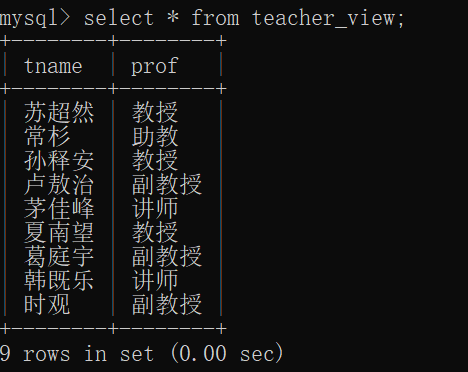 mysql> select * from teacher_view;
+--------+--------+
| tname | prof |
+--------+--------+
| 苏超然 | 教授 |
| 常杉 | 助教 |
| 孙释安 | 教授 |
| 卢敖治 | 副教授 |
| 茅佳峰 | 讲师 |
| 夏南望 | 教授 |
| 葛庭宇 | 副教授 |
| 韩既乐 | 讲师 |
| 时观 | 副教授 |
+--------+--------+
9 rows in set (0.00 sec)